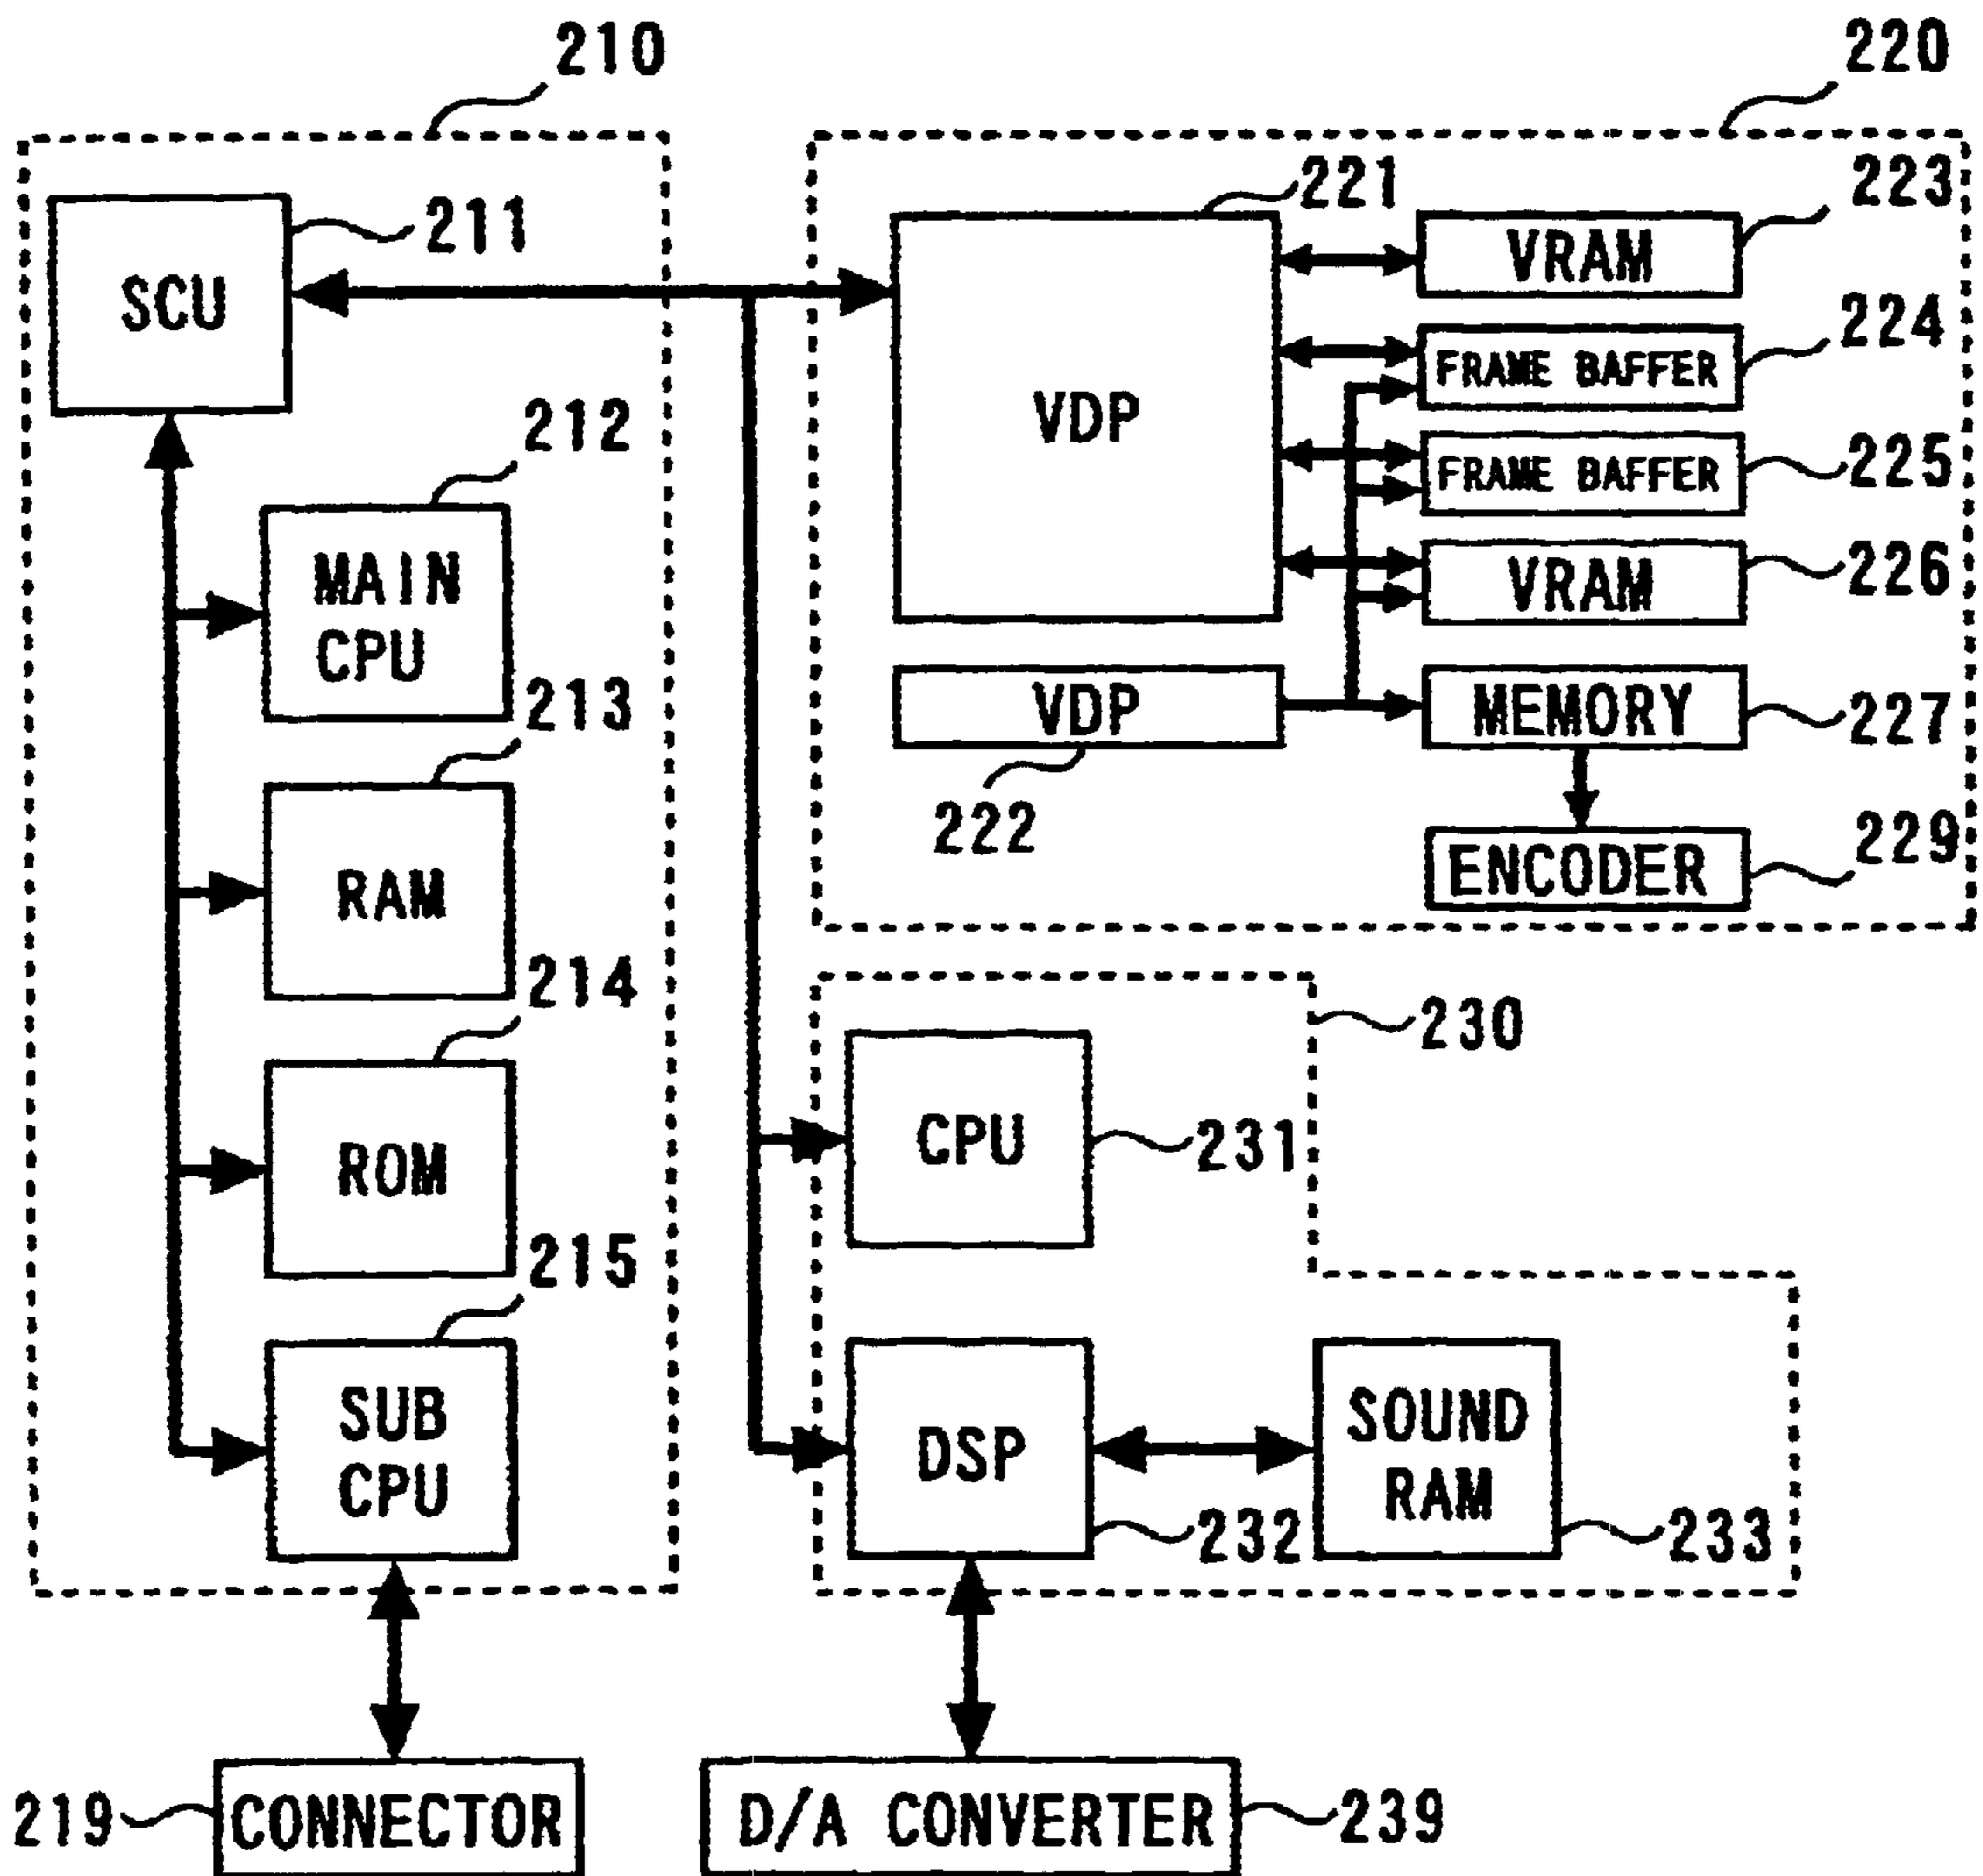 210
220
211
SCU
221
223
VRAM
224
FRAME BAFFER
VDP
225
FRAME BAFFER
226
VRAM
212
MAIN
CPU
222
VDP
227
MEMORY
229
ENCODER
213
RAM
214
ROM
215
SUB
CPU
230
231
CPU
232
DSP
233
SOUND
RAM
219
CONNECTOR
D/A CONVERTER
239